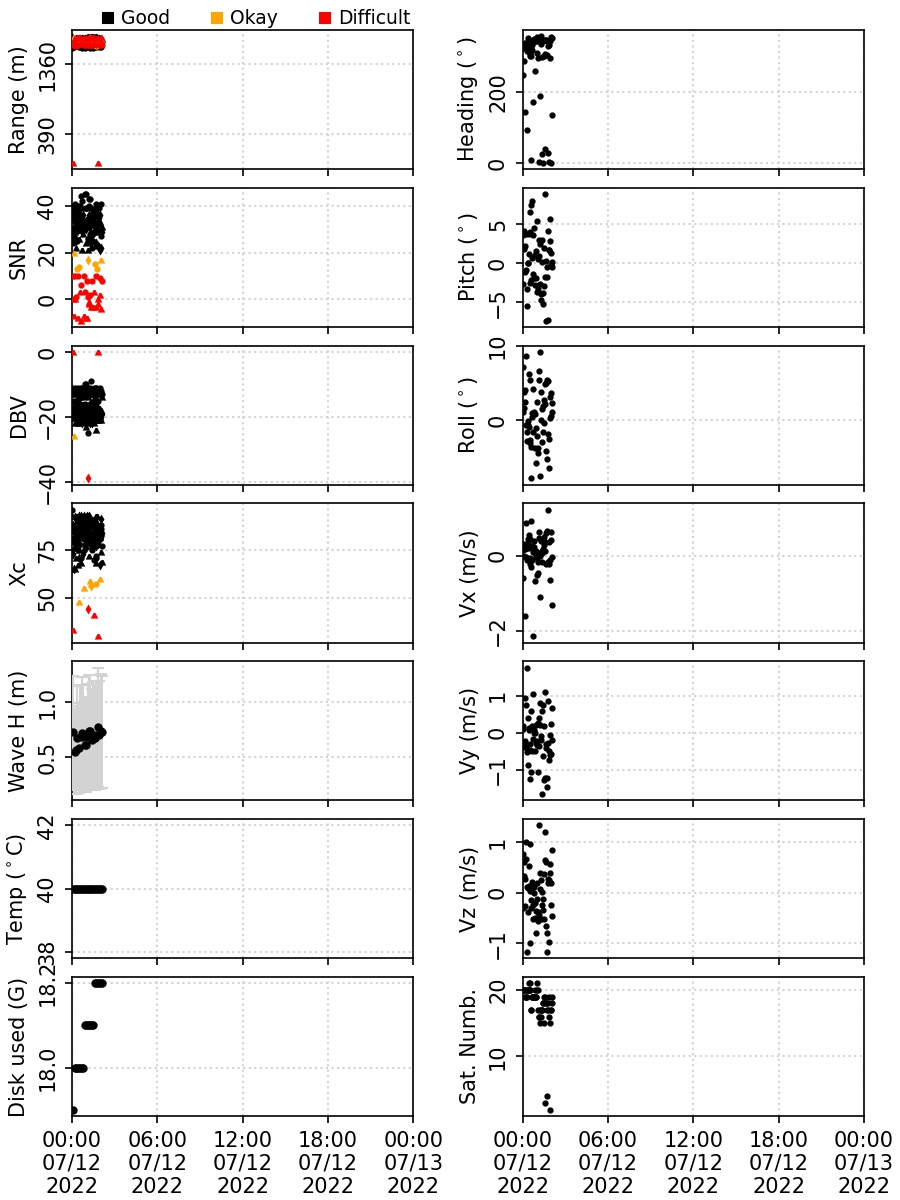 Good Okay Difficult
Range (m)
1360
390
Heading (°)
200
0
SNR
40
20
0
Pitch (°)
5
0
−5
DBV
0
−20
−40
Roll (°)
10
0
Xc
75
50
Vx (m/s)
0
−2
Wave H (m)
1.0
0.5
Vy (m/s)
1
0
−1
Temp (°C)
42
40
38
Vz (m/s)
1
0
−1
Disk used (G)
18.2
18.0
Sat. Numb.
20
10
00:00 06:00 12:00 18:00 00:00 00:00 06:00 12:00 18:00 00:00
07/12 07/12 07/12 07/12 07/13 07/12 07/12 07/12 07/12 07/13
2022 2022 2022 2022 2022 2022 2022 2022 2022 2022